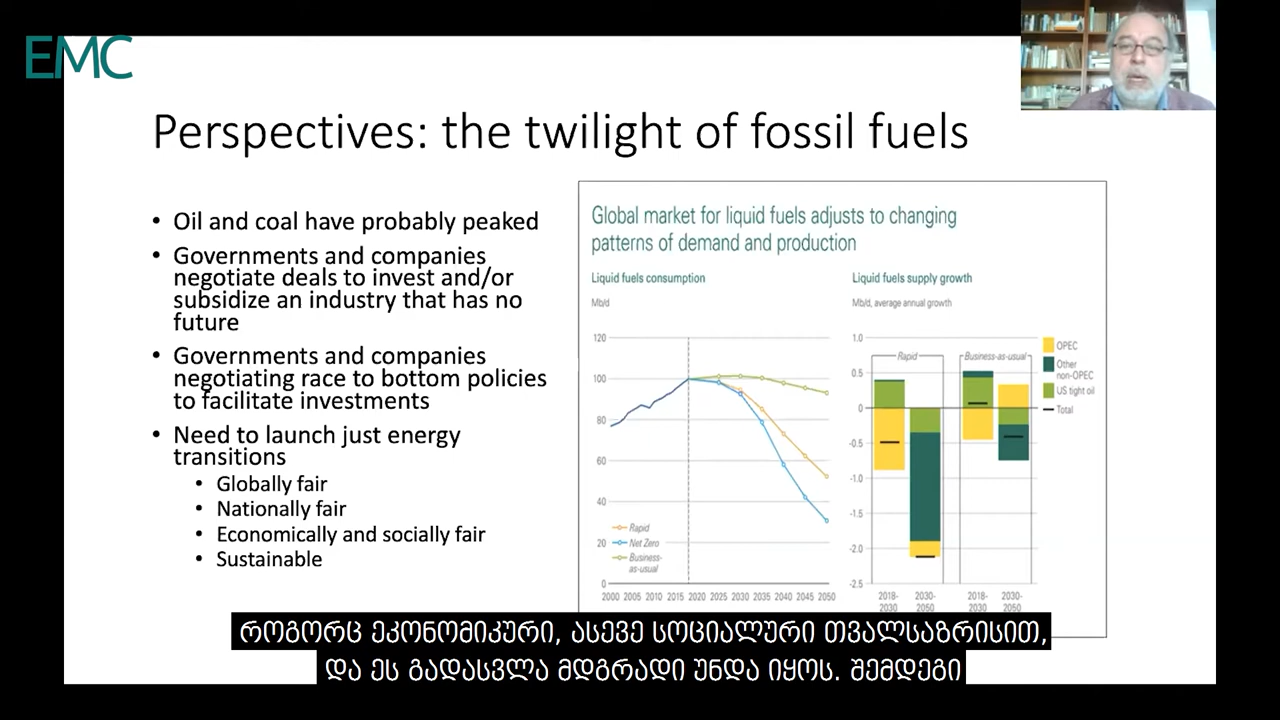 EMC
Perspectives: the twilight of fossil fuels
• Oil and coal have probably peaked
• Governments and companies
negotiate deals to invest and/or
subsidize an industry that has no
future
• Governments and companies
negotiating race to bottom policies
to facilitate investments
• Need to launch just energy
transitions
• Globally fair
• Nationally fair
• Economically and socially fair
• Sustainable
Global market for liquid fuels adjusts to changing
patterns of demand and production
Liquid fuels consumption
Mb/d
120
100
80
60
40
20
0
Rapid
Net Zero
Business-
as-usual
2000 2005 2010 2015 2020 2025 2030 2035 2040 2045 2050
Liquid fuels supply growth
Mb/d, average annual growth
1.0
0.5
0
-0.5
-1.0
-1.5
-2.0
-2.5
Rapid
Business-as-usual
OPEC
Other
non-OPEC
US tight oil
Total
2018-
2030
2030-
2050
2018-
2030
2030-
2050
როგორც ეკონომიკური, ასევე სოციალური თვალსაზრისით,
და ეს გადასვლა მდგრადი უნდა იყოს. შემდეგი